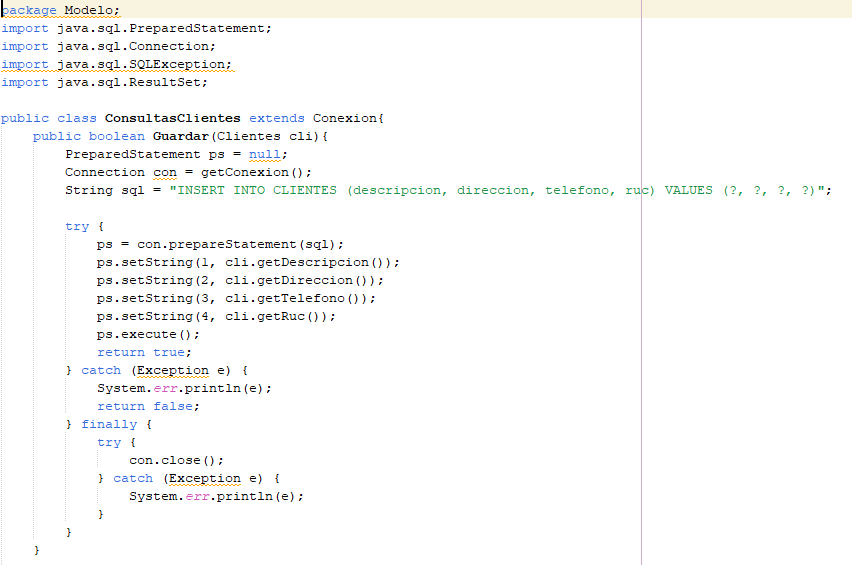 package Modelo;
import java.sql.PreparedStatement;
import java.sql.Connection;
import java.sql.SQLException;
import java.sql.ResultSet;
public class ConsultasClientes extends Conexion{
public boolean Guardar(Clientes cli){
PreparedStatement ps = null;
Connection con = getConexion();
String sql = "INSERT INTO CLIENTES (descripcion, direccion, telefono, ruc) VALUES (?, ?, ?, ?)";
try {
ps = con.prepareStatement(sql);
ps.setString(1, cli.getDescripcion());
ps.setString(2, cli.getDireccion());
ps.setString(3, cli.getTelefono());
ps.setString(4, cli.getRuc());
ps.execute();
return true;
} catch (Exception e) {
System.err.println(e);
return false;
} finally {
try {
con.close();
} catch (Exception e) {
System.err.println(e);
}
}
}